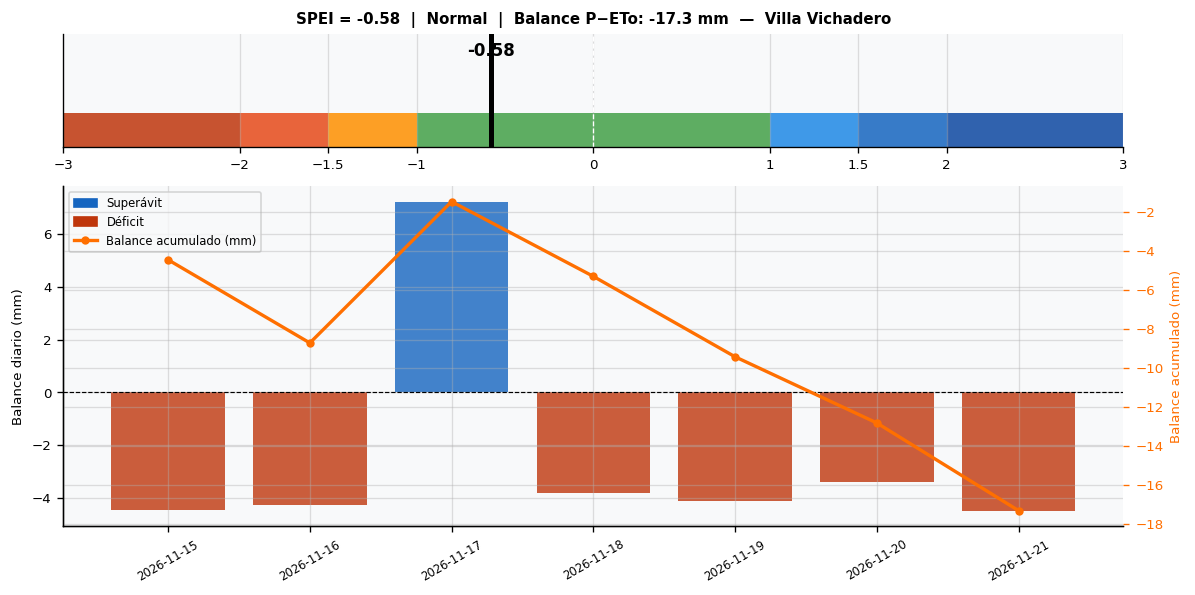 SPEI = -0.58 | Normal | Balance P−ETo: -17.3 mm — Villa Vichadero
-0.58
−3 −2 −1.5 −1 0 1 1.5 2 3
Superávit
Déficit
Balance acumulado (mm)
Balance diario (mm)
6
4
2
0
−2
−4
−2
−4
−6
−8
−10
−12
−14
−16
−18
Balance acumulado (mm)
2026-11-15 2026-11-16 2026-11-17 2026-11-18 2026-11-19 2026-11-20 2026-11-21